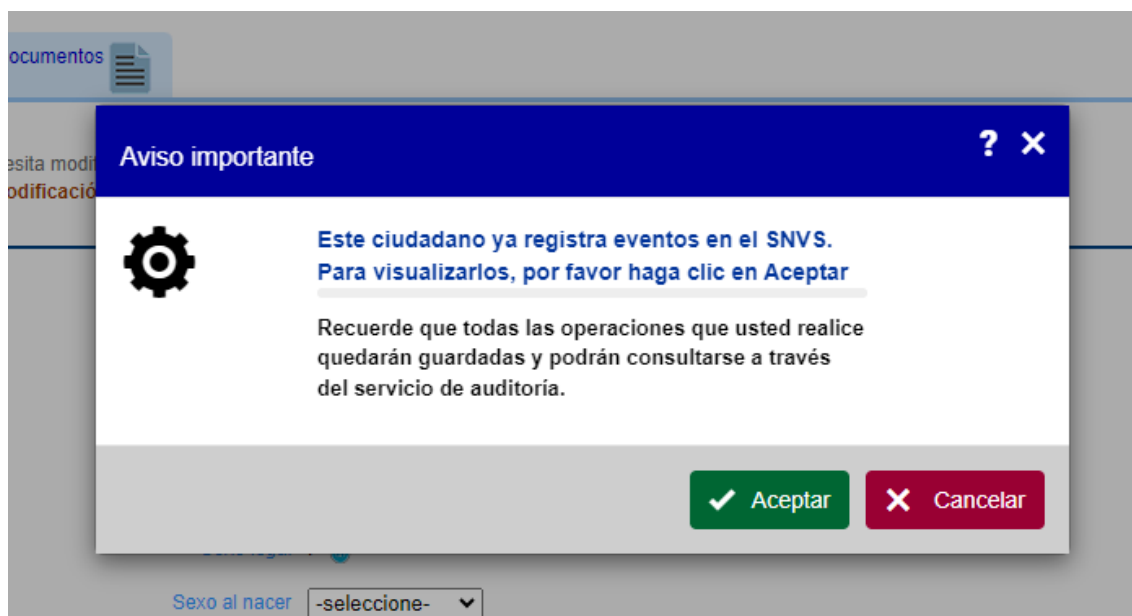 ocumentos
Aviso importante ?
esita modi
odificació
Este ciudadano ya registra eventos en el SNVS.
Para visualizarlos, por favor haga clic en Aceptar
Recuerde que todas las operaciones que usted realice
quedarán guardadas y podrán consultarse a través
del servicio de auditoría.
Aceptar Cancelar
Sexo al nacer -seleccione-